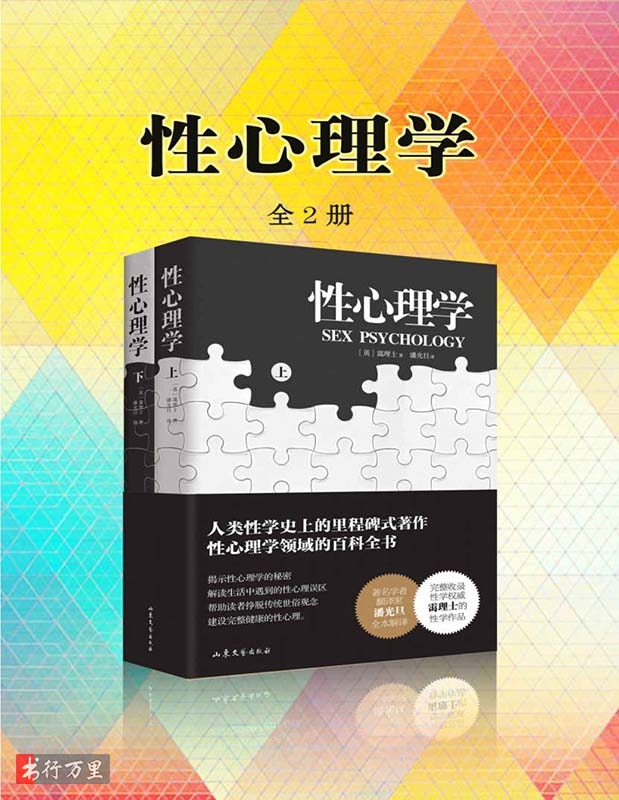 性心理学
全2册
性心理学
下
性心理学
上
性心理学
SEX PSYCHOLOGY
[英]霭理士 著 潘光旦 译
上
人类性学史上的里程碑式著作
性心理学领域的百科全书
揭示性心理学的秘密
解读生活中遇到的性心理误区
帮助读者挣脱传统世俗观念
建设完整健康的性心理。
著名学者
翻译家
潘光旦
全本解译
完整收录
性学权威
霭理士的
性学作品
山东文艺出版社
书行万里